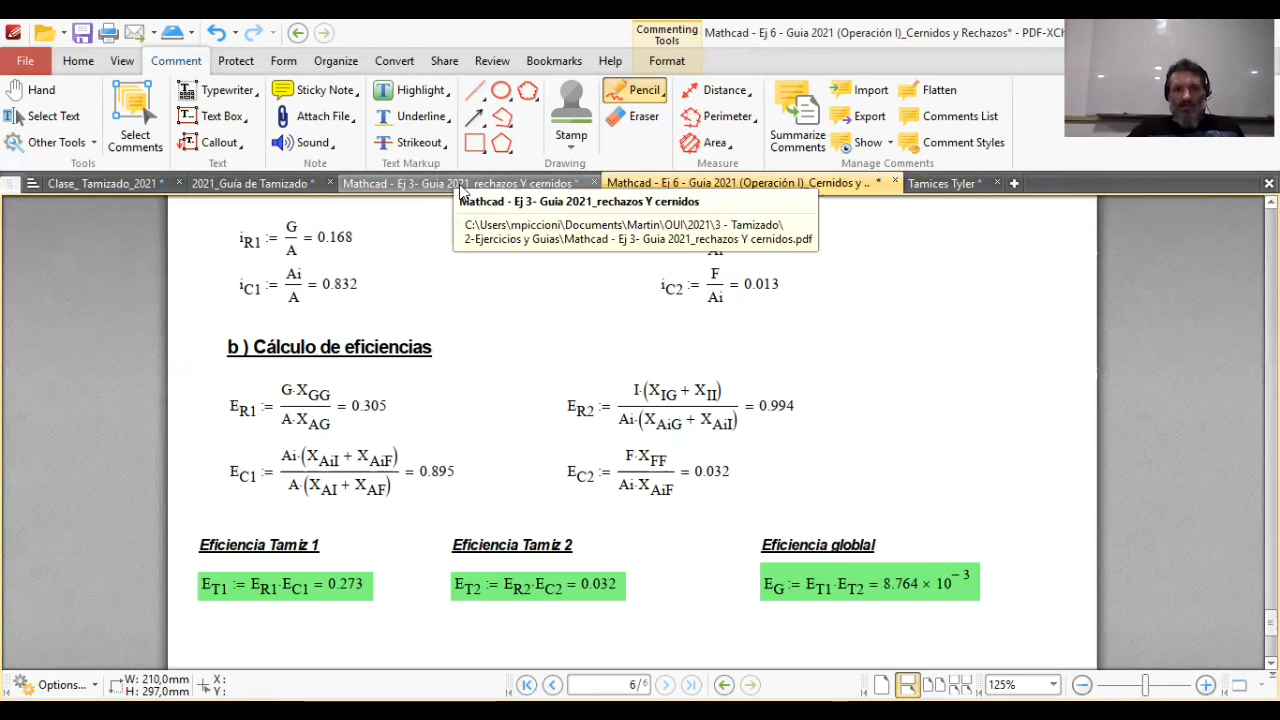 Commenting Tools
Mathcad - Ej 6 - Guia 2021 (Operación I)_Cernidos y Rechazos* - PDF-XCH
File Home View Comment Protect Form Organize Convert Share Review Bookmarks Help Format
Hand
Select Text
Other Tools
Select Comments
Typewriter
Text Box
Callout
Sticky Note
Attach File
Sound
Highlight
Underline
Strikeout
Stamp
Pencil
Eraser
Distance
Perimeter
Area
Summarize Comments
Import
Export
Show
Flatten
Comments List
Comment Styles
Tools Text Note Text Markup Drawing Measure Manage Comments
Clase_ Tamizado_2021 * 2021_Guía de Tamizado * Mathcad - Ej 3- Guia 2021_rechazos Y cernidos * Mathcad - Ej 6 - Guia 2021 (Operación I)_Cernidos y .. * Tamices Tyler *
Mathcad - Ej 3- Guia 2021_rechazos Y cernidos
C:\Users\mpiccioni\Documents\Martin\OUI\2021\3 - Tamizado\
2-Ejercicios y Guias\Mathcad - Ej 3- Guia 2021_rechazos Y cernidos.pdf
iR1 := G/A = 0.168
Ai
iC1 := Ai/A = 0.832
iC2 := F/Ai = 0.013
b ) Cálculo de eficiencias
ER1 := G·XGG / A·XAG = 0.305
ER2 := I·(XIG + XII) / Ai·(XAiG + XAiI) = 0.994
EC1 := Ai·(XAiI + XAiF) / A·(XAI + XAF) = 0.895
EC2 := F·XFF / Ai·XAiF = 0.032
Eficiencia Tamiz 1 Eficiencia Tamiz 2 Eficiencia globlal
ET1 := ER1·EC1 = 0.273
ET2 := ER2·EC2 = 0.032
EG := ET1·ET2 = 8.764 × 10⁻³
Options...
W: 210,0mm
H: 297,0mm
X:
Y:
6/6
125%